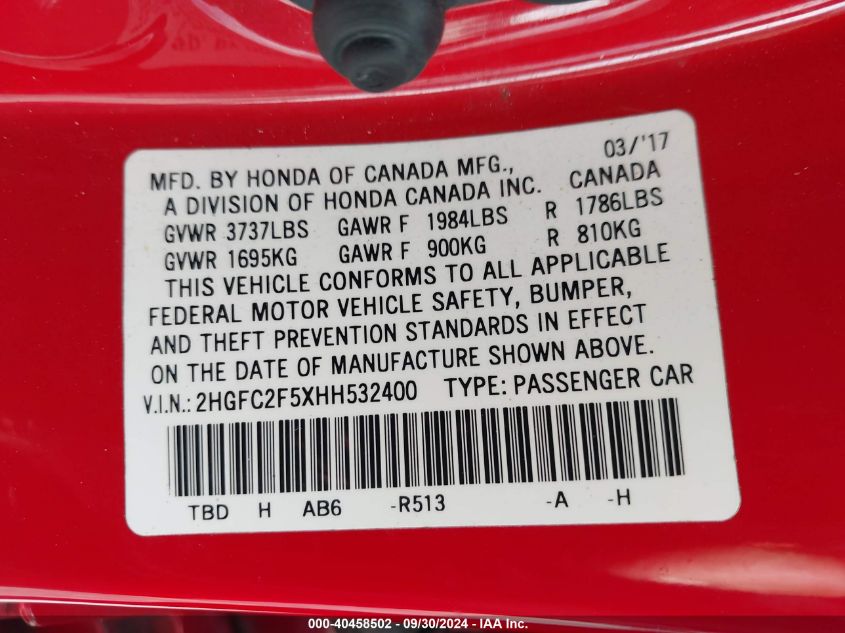 03/'17
MFD. BY HONDA OF CANADA MFG., CANADA
A DIVISION OF HONDA CANADA INC.
GVWR 3737LBS GAWR F 1984LBS R 1786LBS
GVWR 1695KG GAWR F 900KG R 810KG
THIS VEHICLE CONFORMS TO ALL APPLICABLE
FEDERAL MOTOR VEHICLE SAFETY, BUMPER,
AND THEFT PREVENTION STANDARDS IN EFFECT
ON THE DATE OF MANUFACTURE SHOWN ABOVE.
V.I.N.: 2HGFC2F5XHH532400 TYPE: PASSENGER CAR
TBD H AB6 -R513 -A -H
000-40458502 - 09/30/2024 - IAA, Inc.